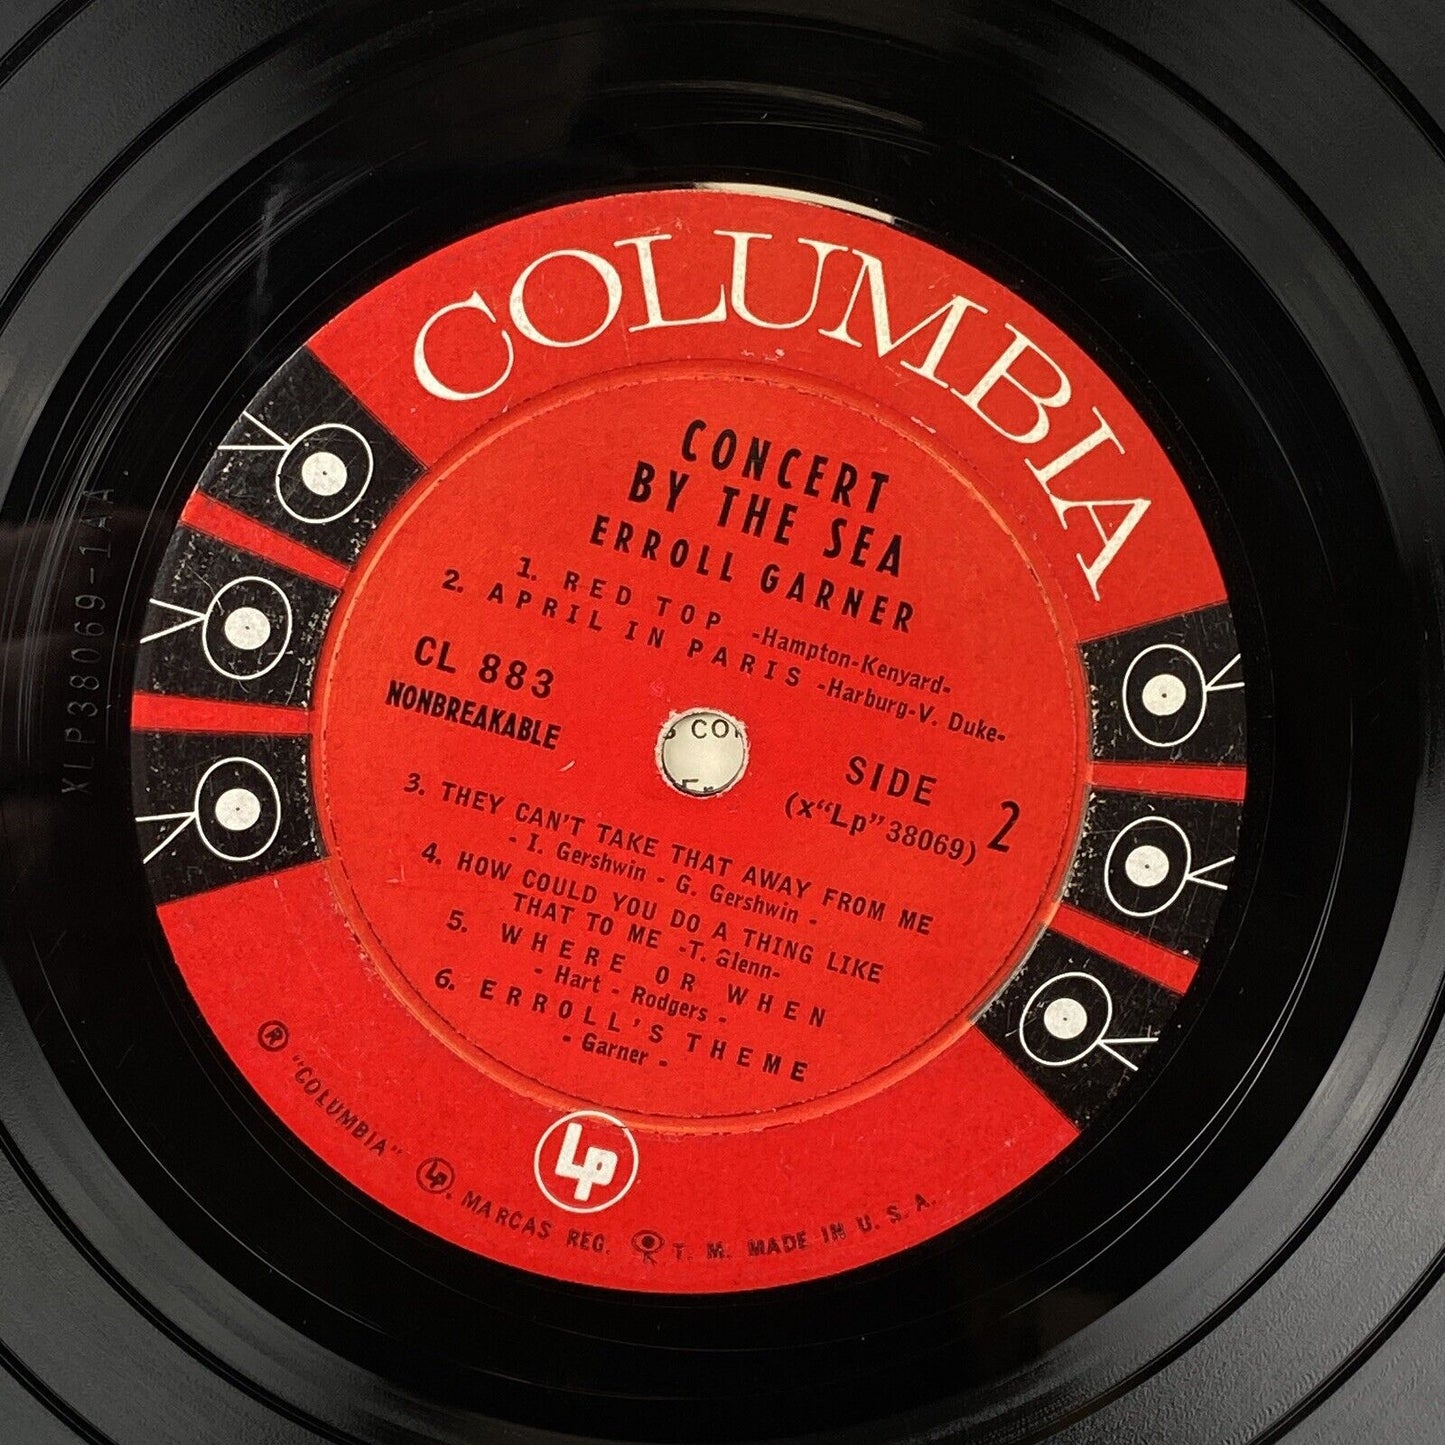 COLUMBIA
CONCERT
BY THE SEA
ERROLL GARNER
1. RED TOP -Hampton-Kenyard-
2. APRIL IN PARIS -Harburg-V. Duke-
CL 883
NONBREAKABLE
SIDE 2
(x"Lp"38069)
3. THEY CAN'T TAKE THAT AWAY FROM ME
- I. Gershwin - G. Gershwin -
4. HOW COULD YOU DO A THING LIKE
THAT TO ME -T. Glenn-
5. WHERE OR WHEN
- Hart - Rodgers -
6. ERROLL'S THEME
- Garner -
Lp
® "COLUMBIA" Lp. MARCAS REG. T. M. MADE IN U. S. A.
XLP38069-1AA